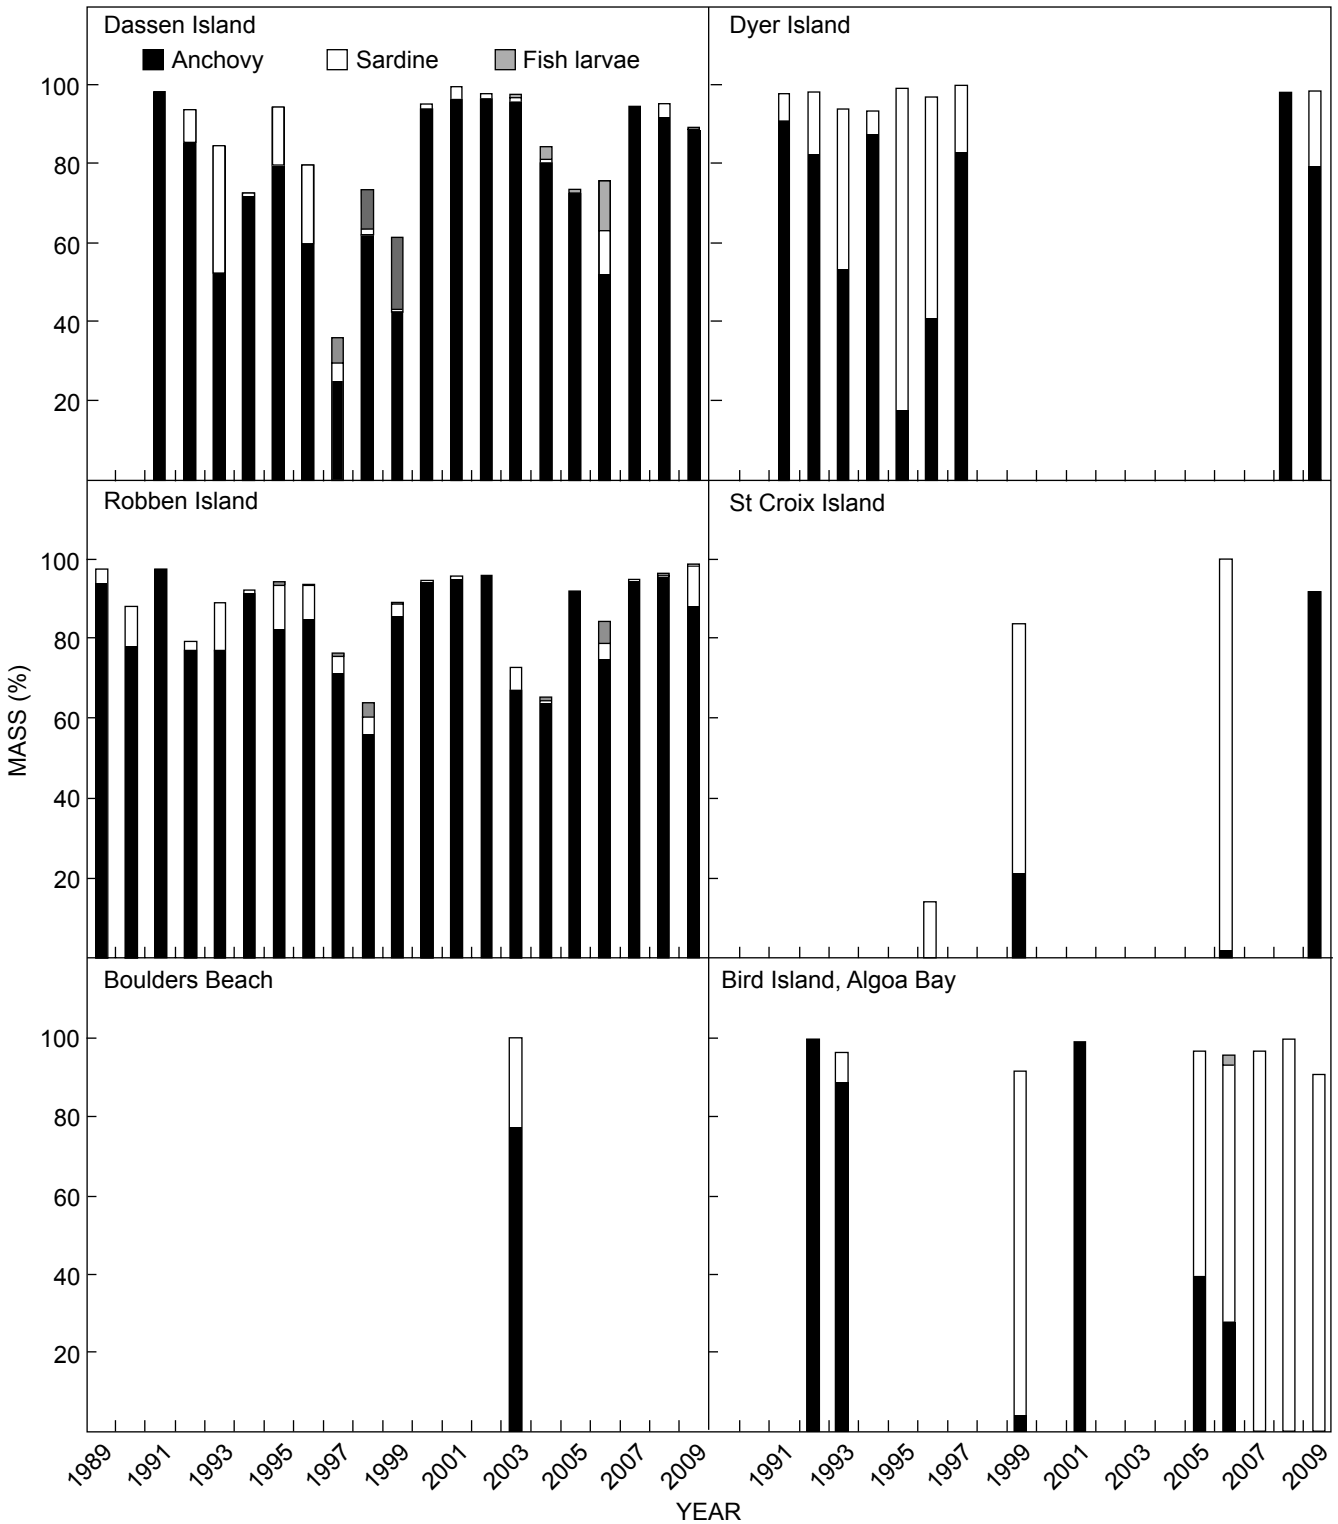 Dassen Island
Anchovy Sardine Fish larvae
100
80
60
40
20
Dyer Island
Robben Island
100
80
60
40
20
St Croix Island
Boulders Beach
100
80
60
40
20
Bird Island, Algoa Bay
MASS (%)
1989 1991 1993 1995 1997 1999 2001 2003 2005 2007 2009
1991 1993 1995 1997 1999 2001 2003 2005 2007 2009
YEAR